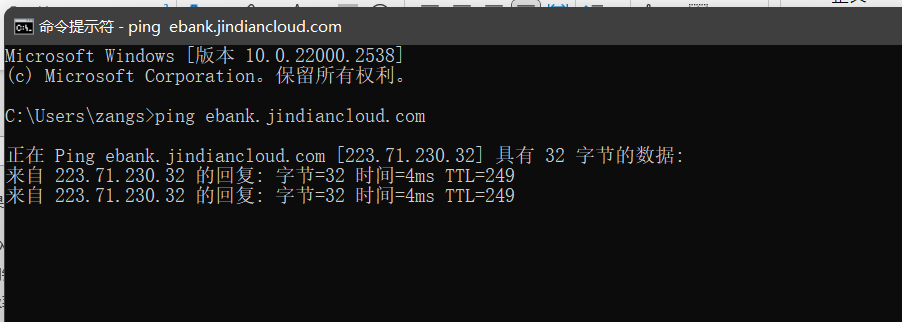 命令提示符 - ping  ebank.jindiancloud.com
Microsoft Windows [版本 10.0.22000.2538]
(c) Microsoft Corporation。保留所有权利。
C:\Users\zangs>ping ebank.jindiancloud.com
正在 Ping ebank.jindiancloud.com [223.71.230.32] 具有 32 字节的数据:
来自 223.71.230.32 的回复: 字节=32 时间=4ms TTL=249
来自 223.71.230.32 的回复: 字节=32 时间=4ms TTL=249